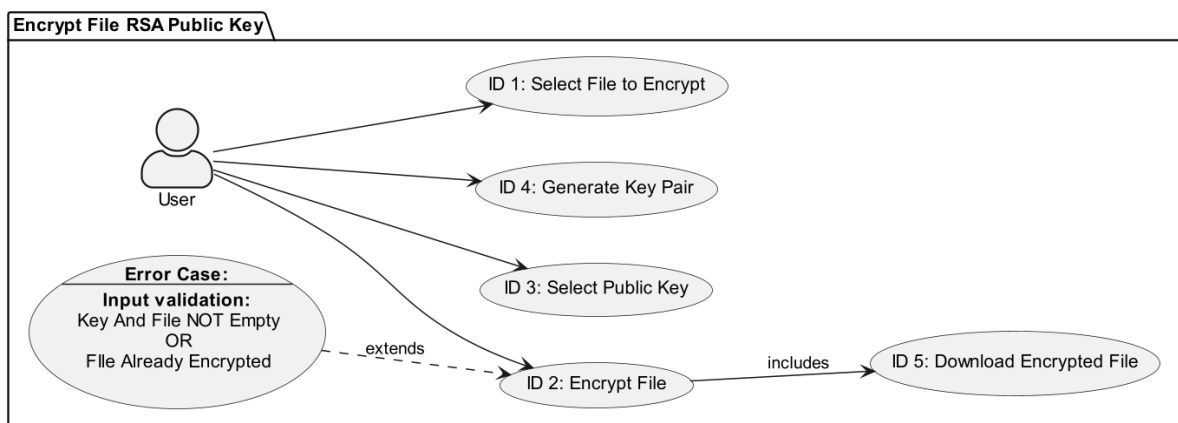 Encrypt File RSA Public Key
ID 1: Select File to Encrypt
ID 4: Generate Key Pair
User
Error Case:
Input validation:
Key And File NOT Empty
OR
FIle Already Encrypted
ID 3: Select Public Key
extends
ID 2: Encrypt File
includes
ID 5: Download Encrypted File